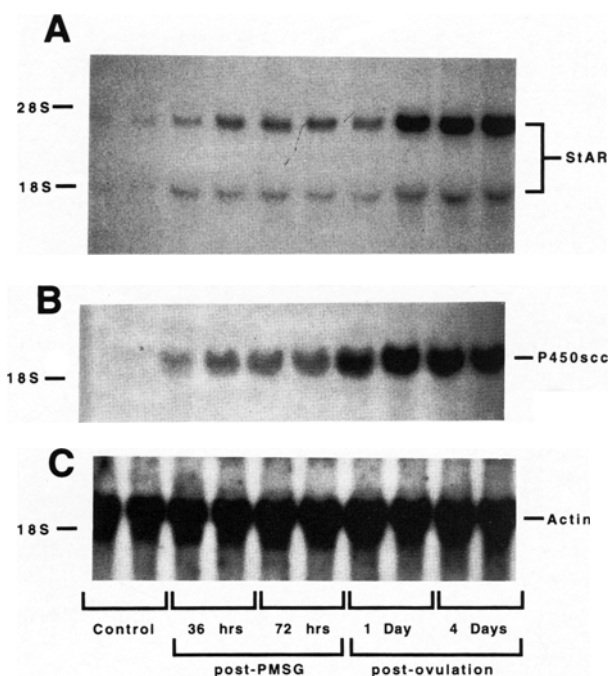 A
28S
StAR
18S
B
P450scc
18S
C
18S
Actin
Control 36 hrs 72 hrs 1 Day 4 Days
post-PMSG post-ovulation